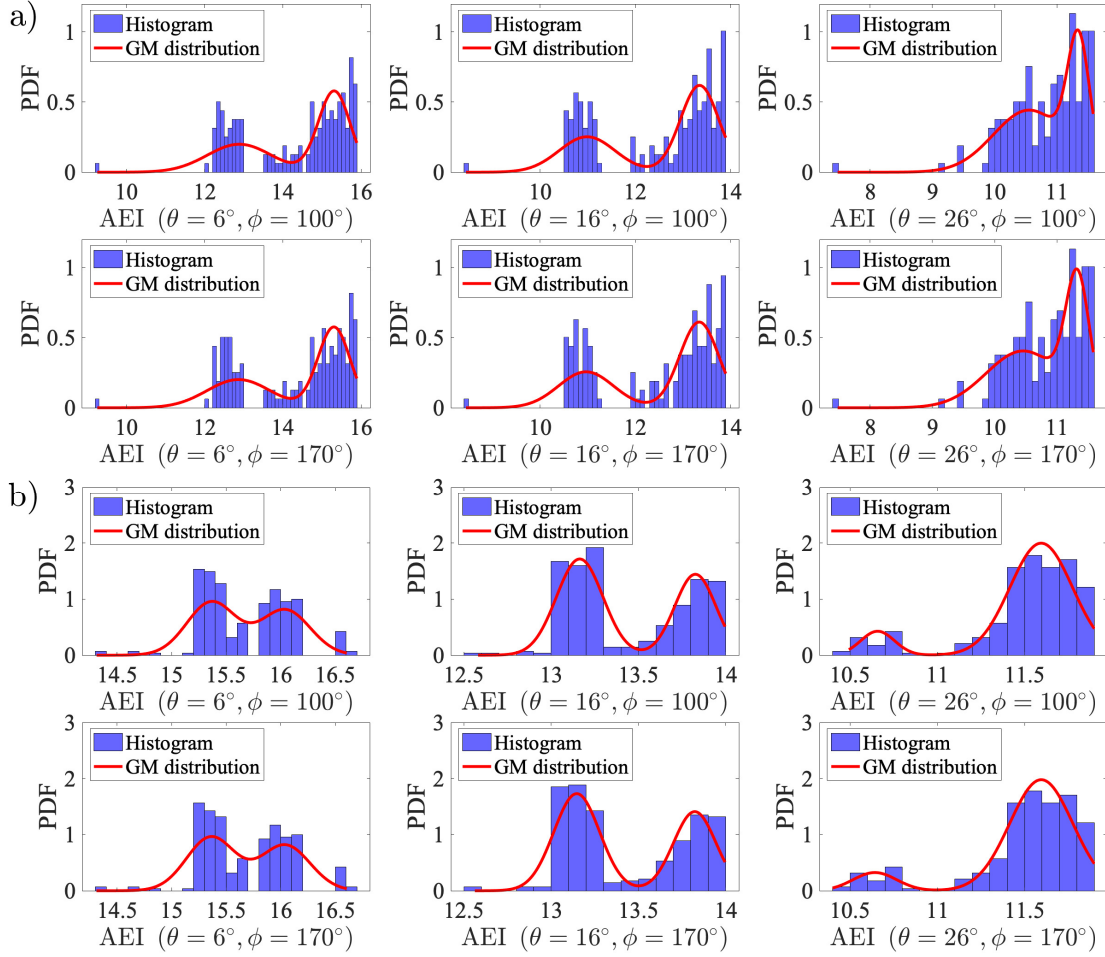 a)
1
0.5
0
PDF
Histogram
GM distribution
10 12 14 16
AEI (θ = 6°, ϕ = 100°)
1
0.5
0
PDF
Histogram
GM distribution
10 12 14
AEI (θ = 16°, ϕ = 100°)
1
0.5
0
PDF
Histogram
GM distribution
8 9 10 11
AEI (θ = 26°, ϕ = 100°)
1
0.5
0
PDF
Histogram
GM distribution
10 12 14 16
AEI (θ = 6°, ϕ = 170°)
1
0.5
0
PDF
Histogram
GM distribution
10 12 14
AEI (θ = 16°, ϕ = 170°)
1
0.5
0
PDF
Histogram
GM distribution
8 9 10 11
AEI (θ = 26°, ϕ = 170°)
b)
3
2
1
0
PDF
Histogram
GM distribution
14.5 15 15.5 16 16.5
AEI (θ = 6°, ϕ = 100°)
3
2
1
0
PDF
Histogram
GM distribution
12.5 13 13.5 14
AEI (θ = 16°, ϕ = 100°)
3
2
1
0
PDF
Histogram
GM distribution
10.5 11 11.5
AEI (θ = 26°, ϕ = 100°)
3
2
1
0
PDF
Histogram
GM distribution
14.5 15 15.5 16 16.5
AEI (θ = 6°, ϕ = 170°)
3
2
1
0
PDF
Histogram
GM distribution
12.5 13 13.5 14
AEI (θ = 16°, ϕ = 170°)
3
2
1
0
PDF
Histogram
GM distribution
10.5 11 11.5
AEI (θ = 26°, ϕ = 170°)